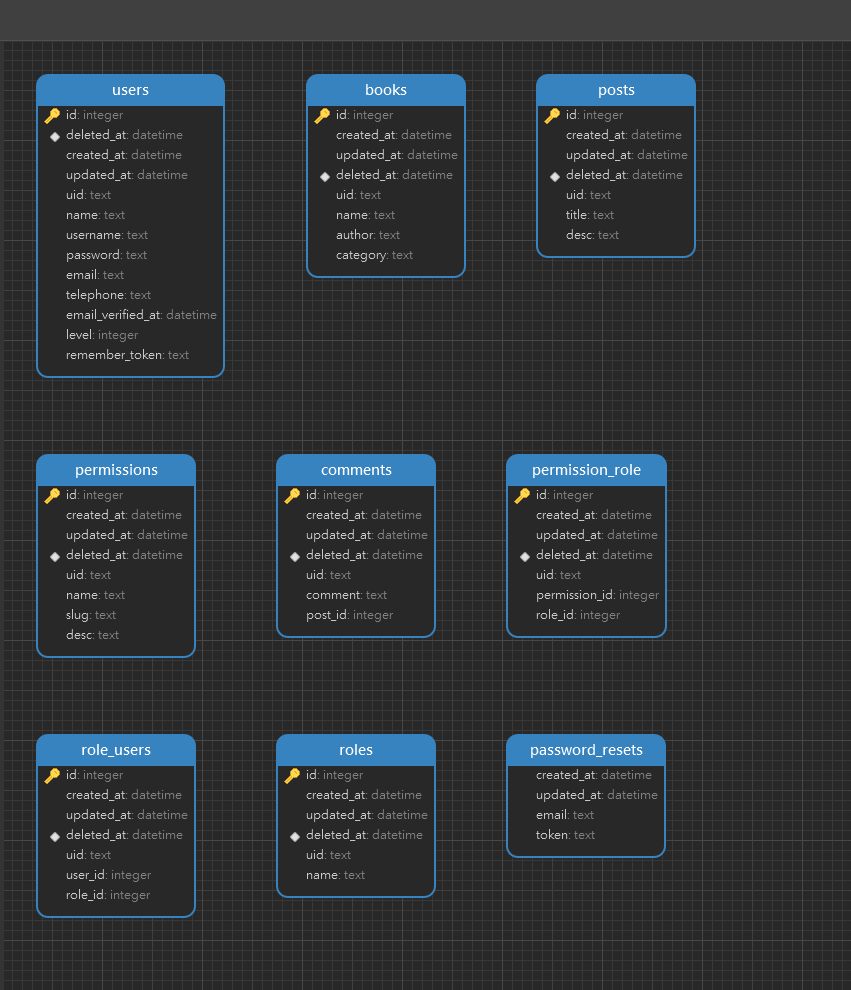 users
id: integer
deleted_at: datetime
created_at: datetime
updated_at: datetime
uid: text
name: text
username: text
password: text
email: text
telephone: text
email_verified_at: datetime
level: integer
remember_token: text
books
id: integer
created_at: datetime
updated_at: datetime
deleted_at: datetime
uid: text
name: text
author: text
category: text
posts
id: integer
created_at: datetime
updated_at: datetime
deleted_at: datetime
uid: text
title: text
desc: text
permissions
id: integer
created_at: datetime
updated_at: datetime
deleted_at: datetime
uid: text
name: text
slug: text
desc: text
comments
id: integer
created_at: datetime
updated_at: datetime
deleted_at: datetime
uid: text
comment: text
post_id: integer
permission_role
id: integer
created_at: datetime
updated_at: datetime
deleted_at: datetime
uid: text
permission_id: integer
role_id: integer
role_users
id: integer
created_at: datetime
updated_at: datetime
deleted_at: datetime
uid: text
user_id: integer
role_id: integer
roles
id: integer
created_at: datetime
updated_at: datetime
deleted_at: datetime
uid: text
name: text
password_resets
created_at: datetime
updated_at: datetime
email: text
token: text